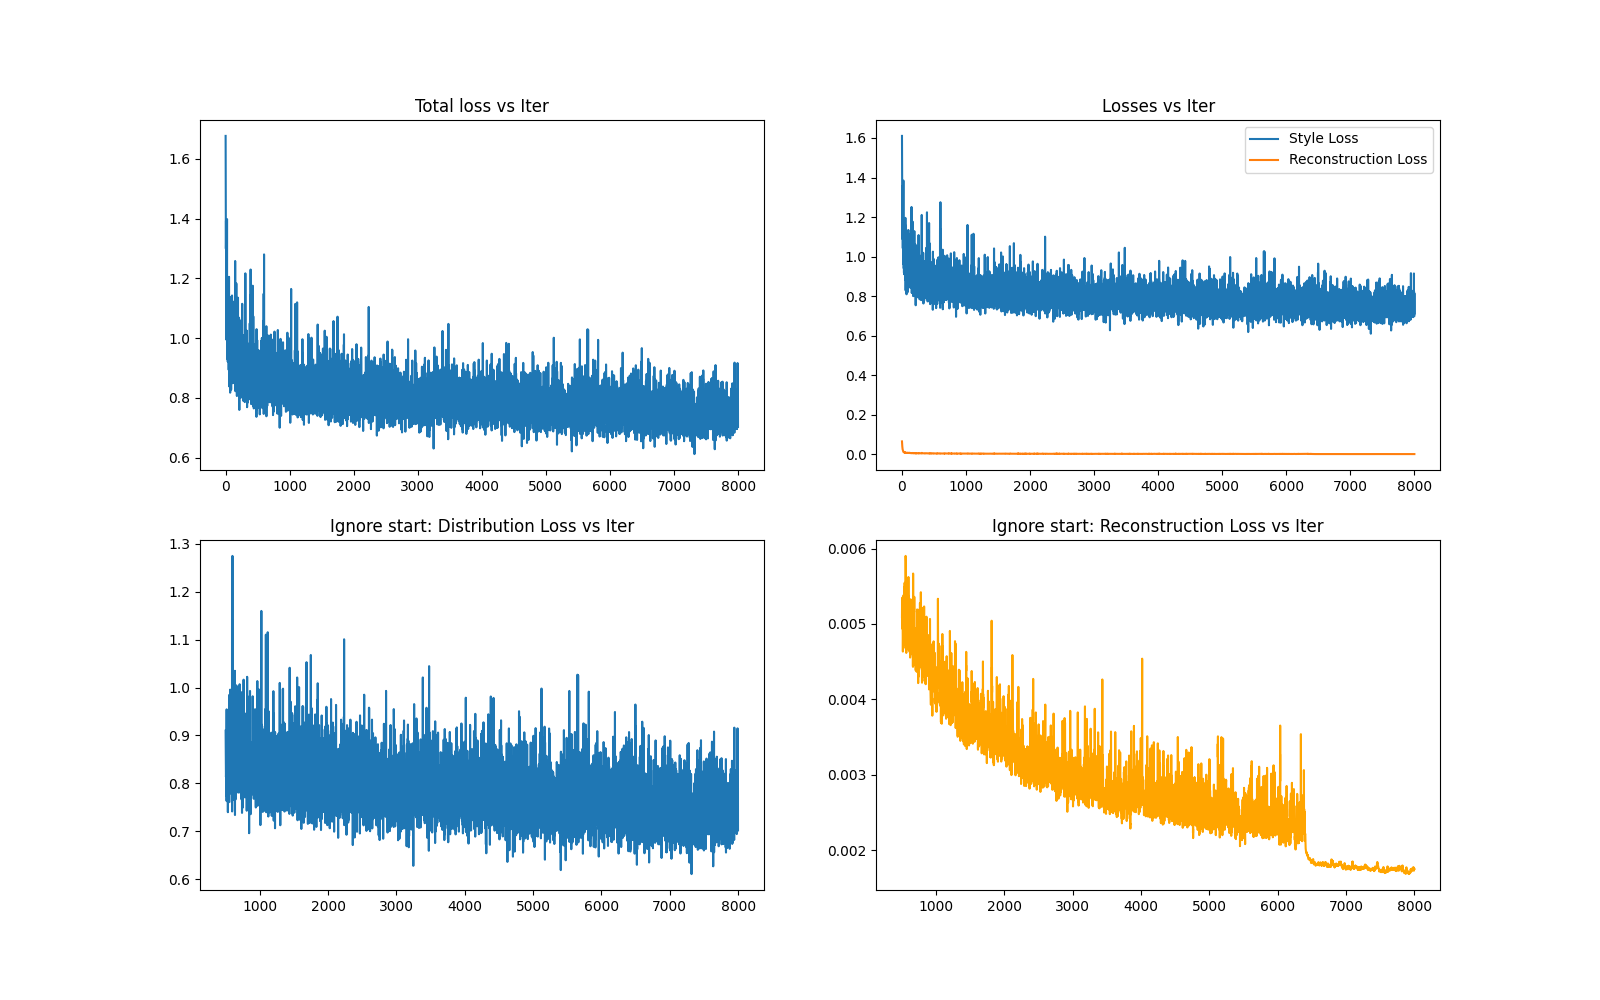 Total loss vs Iter
1.6
1.4
1.2
1.0
0.8
0.6
0 1000 2000 3000 4000 5000 6000 7000 8000
Losses vs Iter
Style Loss
Reconstruction Loss
1.6
1.4
1.2
1.0
0.8
0.6
0.4
0.2
0.0
0 1000 2000 3000 4000 5000 6000 7000 8000
Ignore start: Distribution Loss vs Iter
1.3
1.2
1.1
1.0
0.9
0.8
0.7
0.6
1000 2000 3000 4000 5000 6000 7000 8000
Ignore start: Reconstruction Loss vs Iter
0.006
0.005
0.004
0.003
0.002
1000 2000 3000 4000 5000 6000 7000 8000